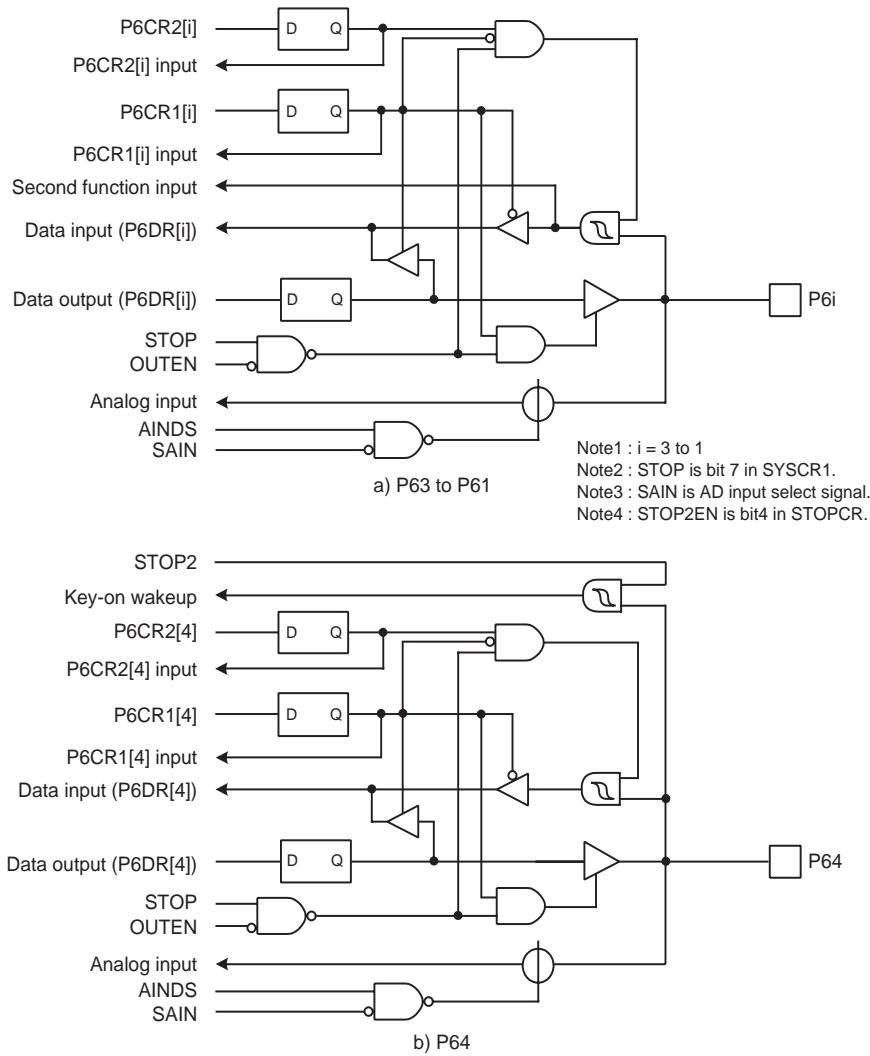 P6CR2[i]
D Q
P6CR2[i] input
P6CR1[i]
D Q
P6CR1[i] input
Second function input
Data input (P6DR[i])
Data output (P6DR[i])
D Q
P6i
STOP
OUTEN
Analog input
AINDS
SAIN
a) P63 to P61
Note1 : i = 3 to 1
Note2 : STOP is bit 7 in SYSCR1.
Note3 : SAIN is AD input select signal.
Note4 : STOP2EN is bit4 in STOPCR.
STOP2
Key-on wakeup
P6CR2[4]
D Q
P6CR2[4] input
P6CR1[4]
D Q
P6CR1[4] input
Data input (P6DR[4])
Data output (P6DR[4])
D Q
P64
STOP
OUTEN
Analog input
AINDS
SAIN
b) P64